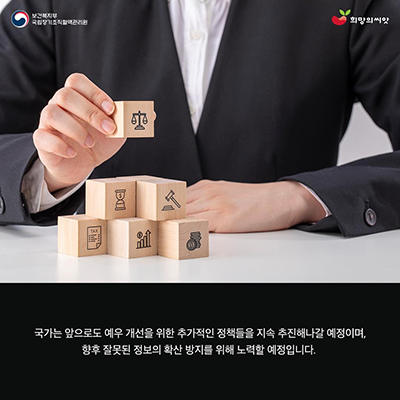 보건복지부
국립장기조직혈액관리원
희망의씨앗
TAX
국가는 앞으로도 예우 개선을 위한 추가적인 정책들을 지속 추진해나갈 예정이며,
향후 잘못된 정보의 확산 방지를 위해 노력할 예정입니다.